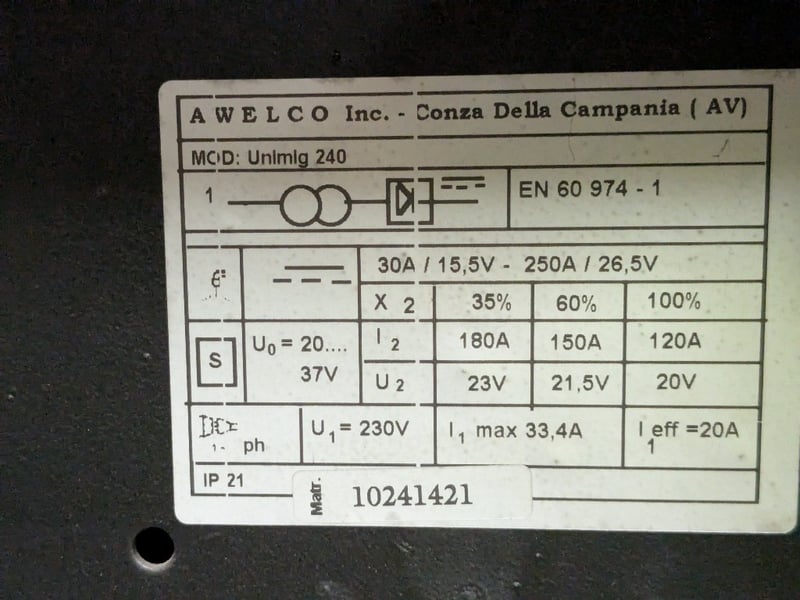 AWELCO Inc. - Conza Della Campania ( AV)
MOD: Unimig 240
1
EN 60 974 - 1
30A / 15,5V - 250A / 26,5V
X 2 35% 60% 100%
S
U0 = 20....
37V
I 2 180A 150A 120A
U 2 23V 21,5V 20V
1~ ph
U1 = 230V
I1 max 33,4A
I1 eff =20A
IP 21
Matr. 10241421